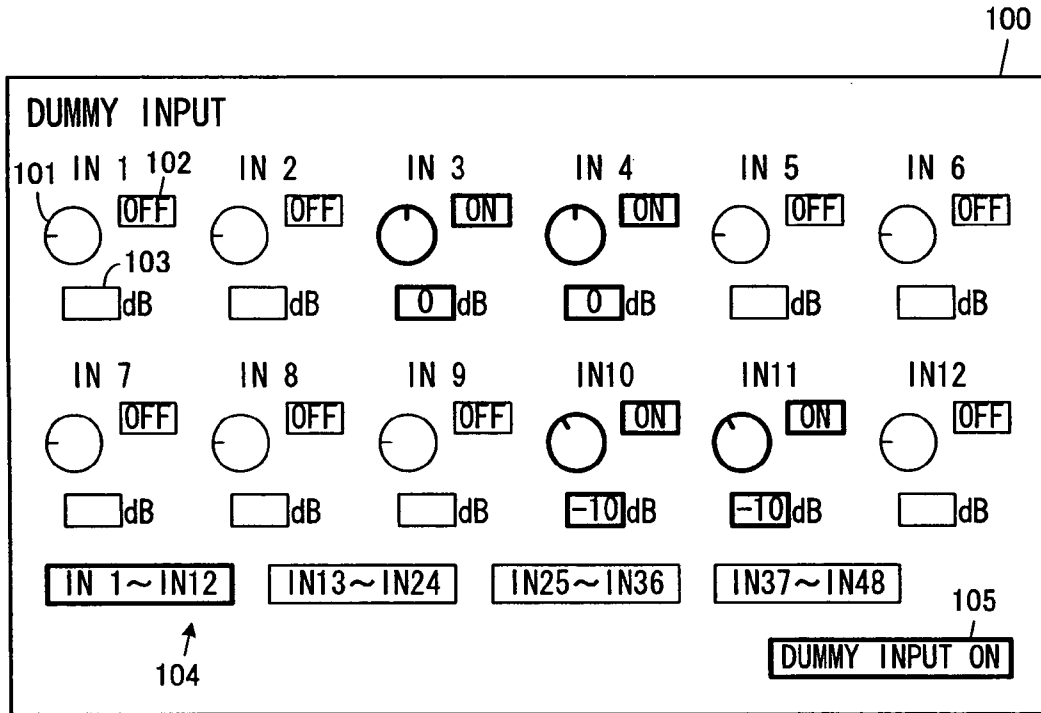 100
DUMMY INPUT
101 IN 1 102 IN 2 IN 3 IN 4 IN 5 IN 6
OFF OFF ON ON OFF OFF
103
dB dB 0 dB 0 dB dB dB
IN 7 IN 8 IN 9 IN10 IN11 IN12
OFF OFF OFF ON ON OFF
dB dB dB -10 dB -10 dB dB
IN 1~IN12 IN13~IN24 IN25~IN36 IN37~IN48
104
105
DUMMY INPUT ON